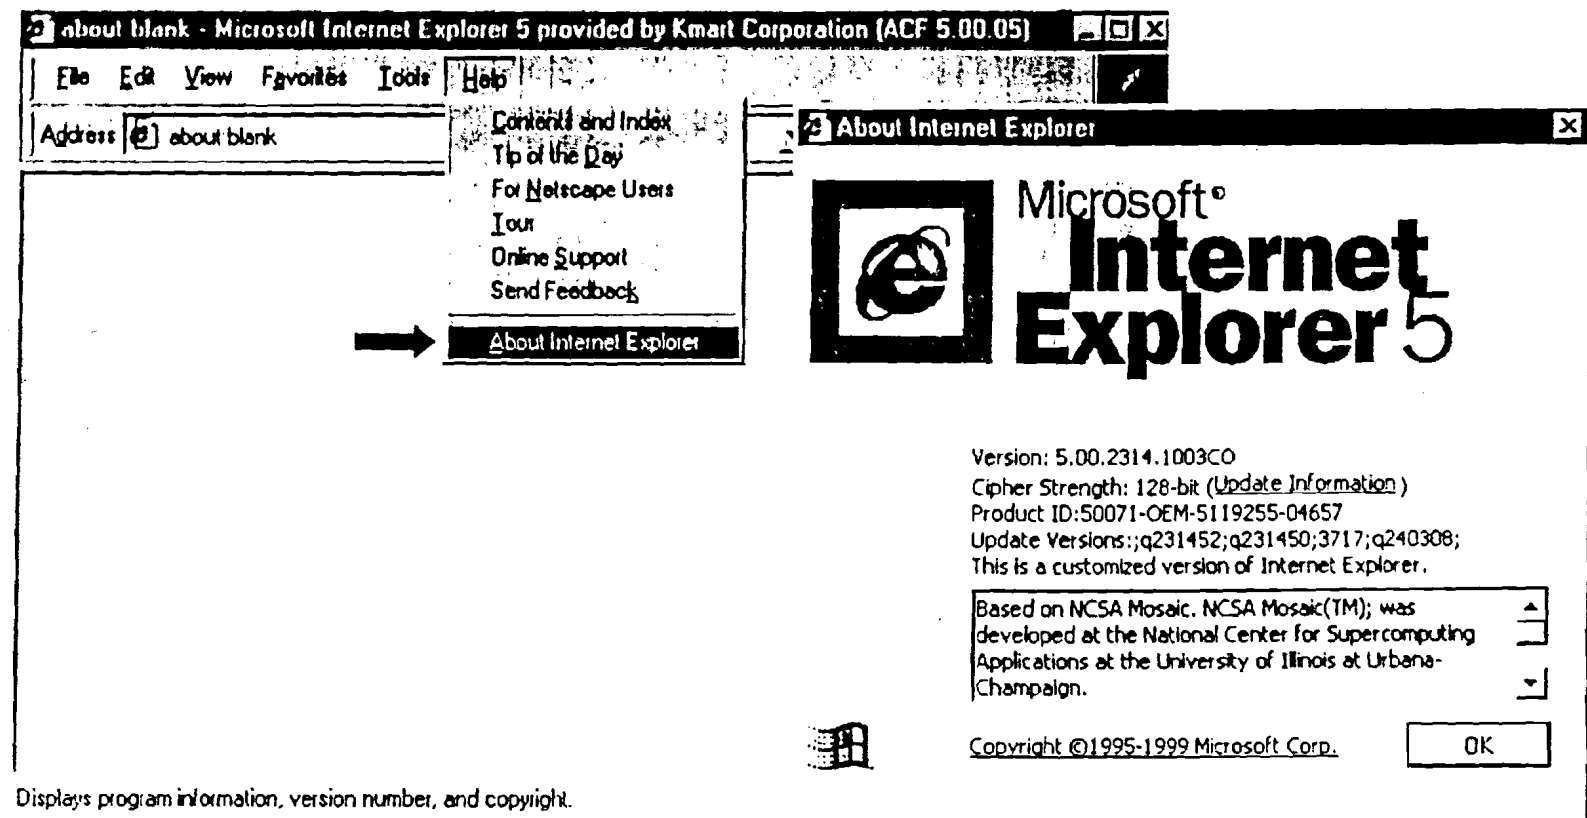 about blank - Microsoft Internet Explorer 5 provided by Kmart Corporation (ACF 5.00.05)
File Edit View Favorites Tools Help
Address about blank
Contents and Index
Tip of the Day
For Netscape Users
Tour
Online Support
Send Feedback
About Internet Explorer
About Internet Explorer
Microsoft®
Internet
Explorer 5
Version: 5.00.2314.1003CO
Cipher Strength: 128-bit (Update Information)
Product ID:50071-OEM-5119255-04657
Update Versions:;q231452;q231450;3717;q240308;
This is a customized version of Internet Explorer.
Based on NCSA Mosaic. NCSA Mosaic(TM); was
developed at the National Center for Supercomputing
Applications at the University of Illinois at Urbana-
Champaign.
Copyright ©1995-1999 Microsoft Corp.
OK
Displays program information, version number, and copyright.